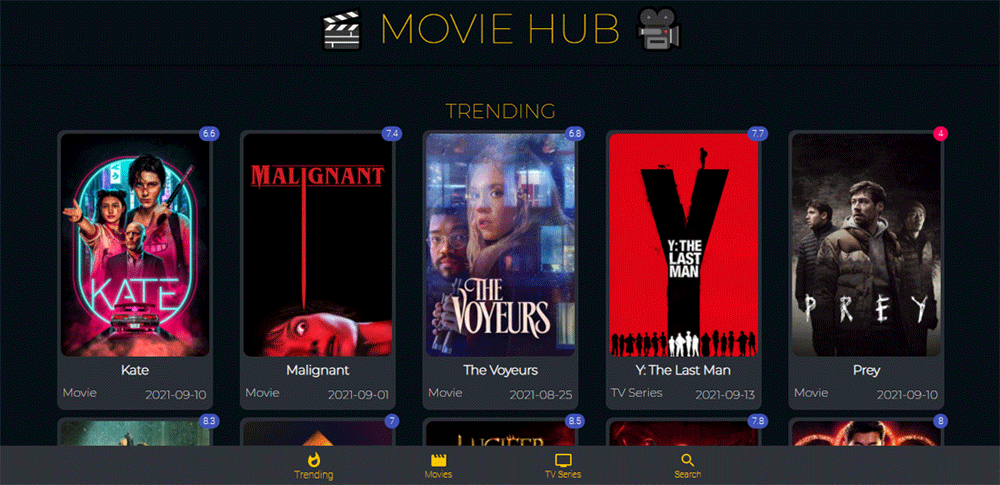 MOVIE HUB
TRENDING
6.6
7.4
6.8
7.7
4
KATE
MALIGNANT
THE VOYEURS
Y: THE LAST MAN
PREY
Kate
Malignant
The Voyeurs
Y: The Last Man
Prey
Movie 2021-09-10
Movie 2021-09-01
Movie 2021-08-25
TV Series 2021-09-13
Movie 2021-09-10
8.3
7
8.5
7.8
8
LUCIFER
Trending
Movies
TV Series
Search